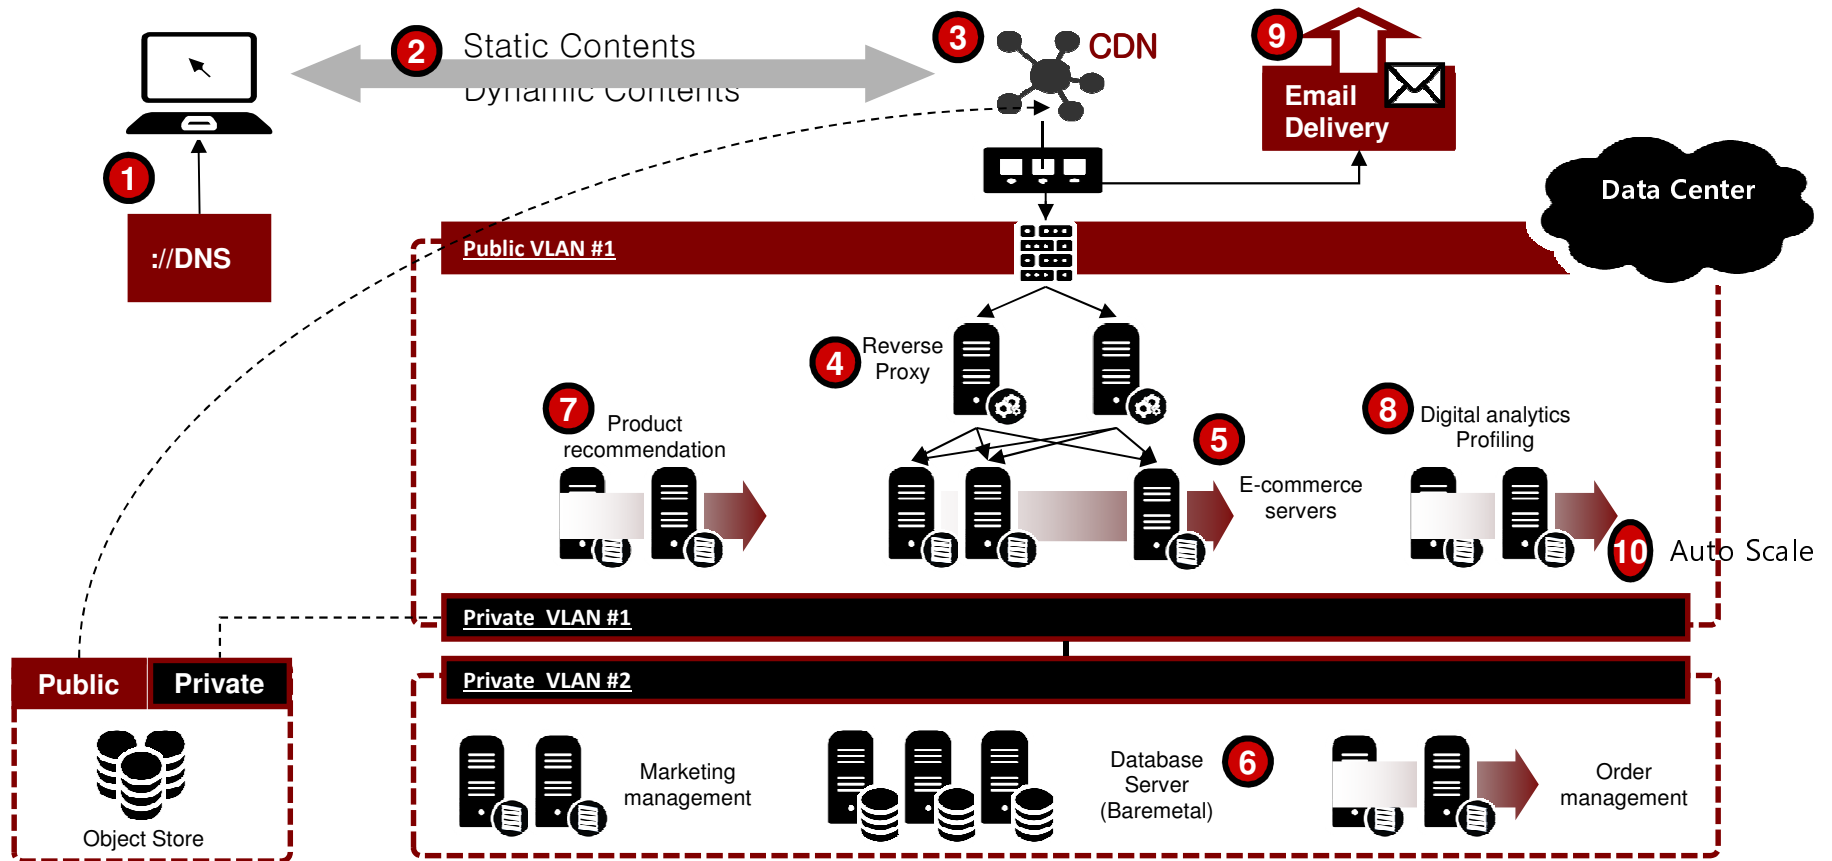 2
Static Contents
Dynamic Contents
3
CDN
9
Email
Delivery
1
://DNS
Data Center
Public VLAN #1
4
Reverse
Proxy
7
Product
recommendation
5
E-commerce
servers
8
Digital analytics
Profiling
10
Auto Scale
Private VLAN #1
Private VLAN #2
Public
Private
Object Store
Marketing
management
Database
Server
(Baremetal)
6
Order
management